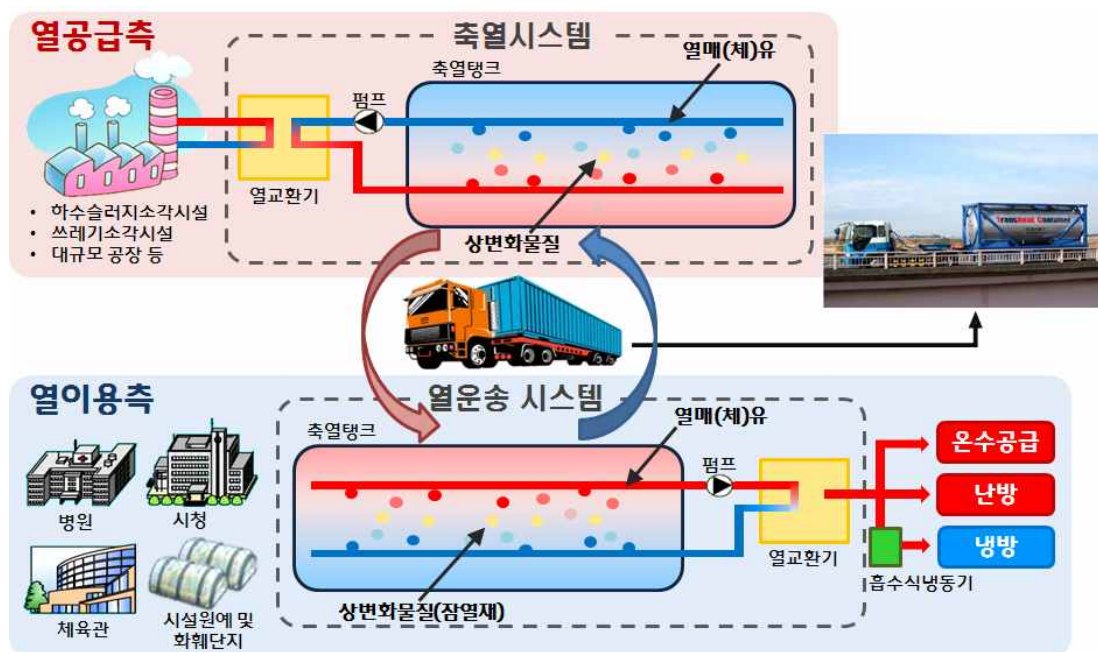 열공급측
축열시스템
열매(체)유
축열탱크
펌프
열교환기
• 하수슬러지소각시설
• 쓰레기소각시설
• 대규모 공장 등
상변화물질
TransHeat Container
열이용측
열운송 시스템
열매(체)유
축열탱크
펌프
온수공급
난방
냉방
병원
시청
열교환기
흡수식냉동기
체육관
시설원예 및
화훼단지
상변화물질(잠열재)